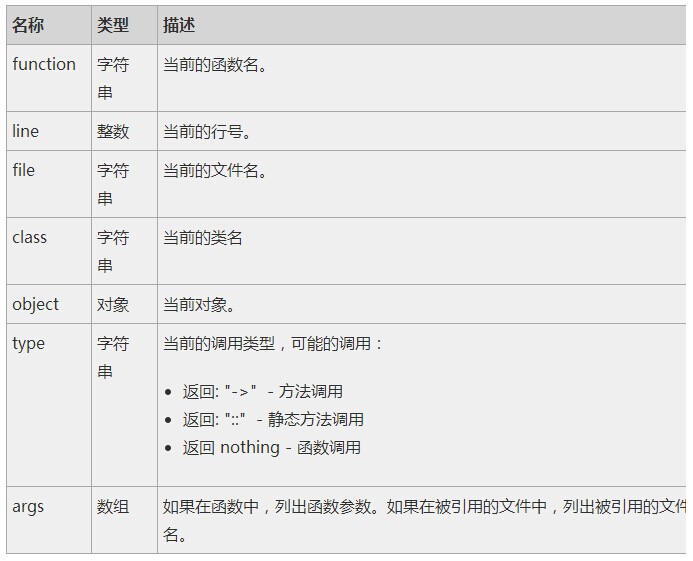 名称 类型 描述
function 字符 当前的函数名。
串
line 整数 当前的行号。
file 字符 当前的文件名。
串
class 字符 当前的类名
串
object 对象 当前对象。
type 字符 当前的调用类型，可能的调用：
串
返回: "->" - 方法调用
返回: "::" - 静态方法调用
返回 nothing - 函数调用
args 数组 如果在函数中，列出函数参数。如果在被引用的文件中，列出被引用的文件
名。